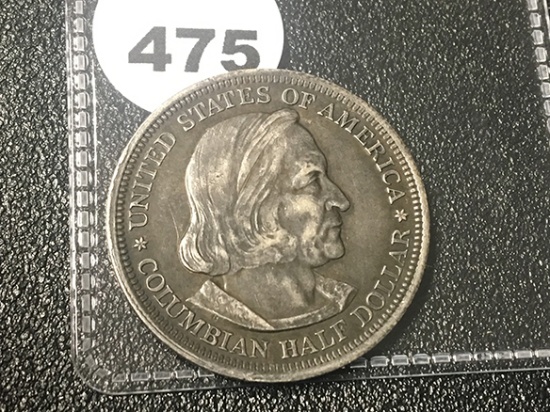 475
UNITED STATES OF AMERICA
* COLUMBIAN HALF DOLLAR *